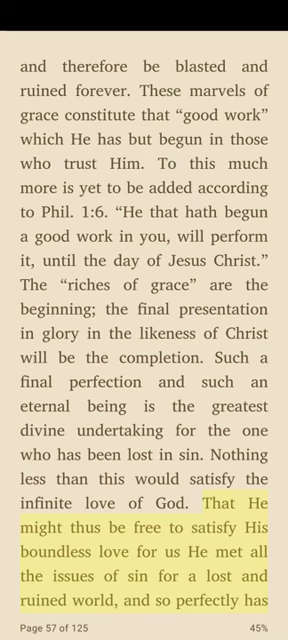 and therefore be blasted and
ruined forever. These marvels of
grace constitute that “good work”
which He has but begun in those
who trust Him. To this much
more is yet to be added according
to Phil. 1:6. “He that hath begun
a good work in you, will perform
it, until the day of Jesus Christ.”
The “riches of grace” are the
beginning; the final presentation
in glory in the likeness of Christ
will be the completion. Such a
final perfection and such an
eternal being is the greatest
divine undertaking for the one
who has been lost in sin. Nothing
less than this would satisfy the
infinite love of God. That He
might thus be free to satisfy His
boundless love for us He met all
the issues of sin for a lost and
ruined world, and so perfectly has
Page 57 of 125 45%